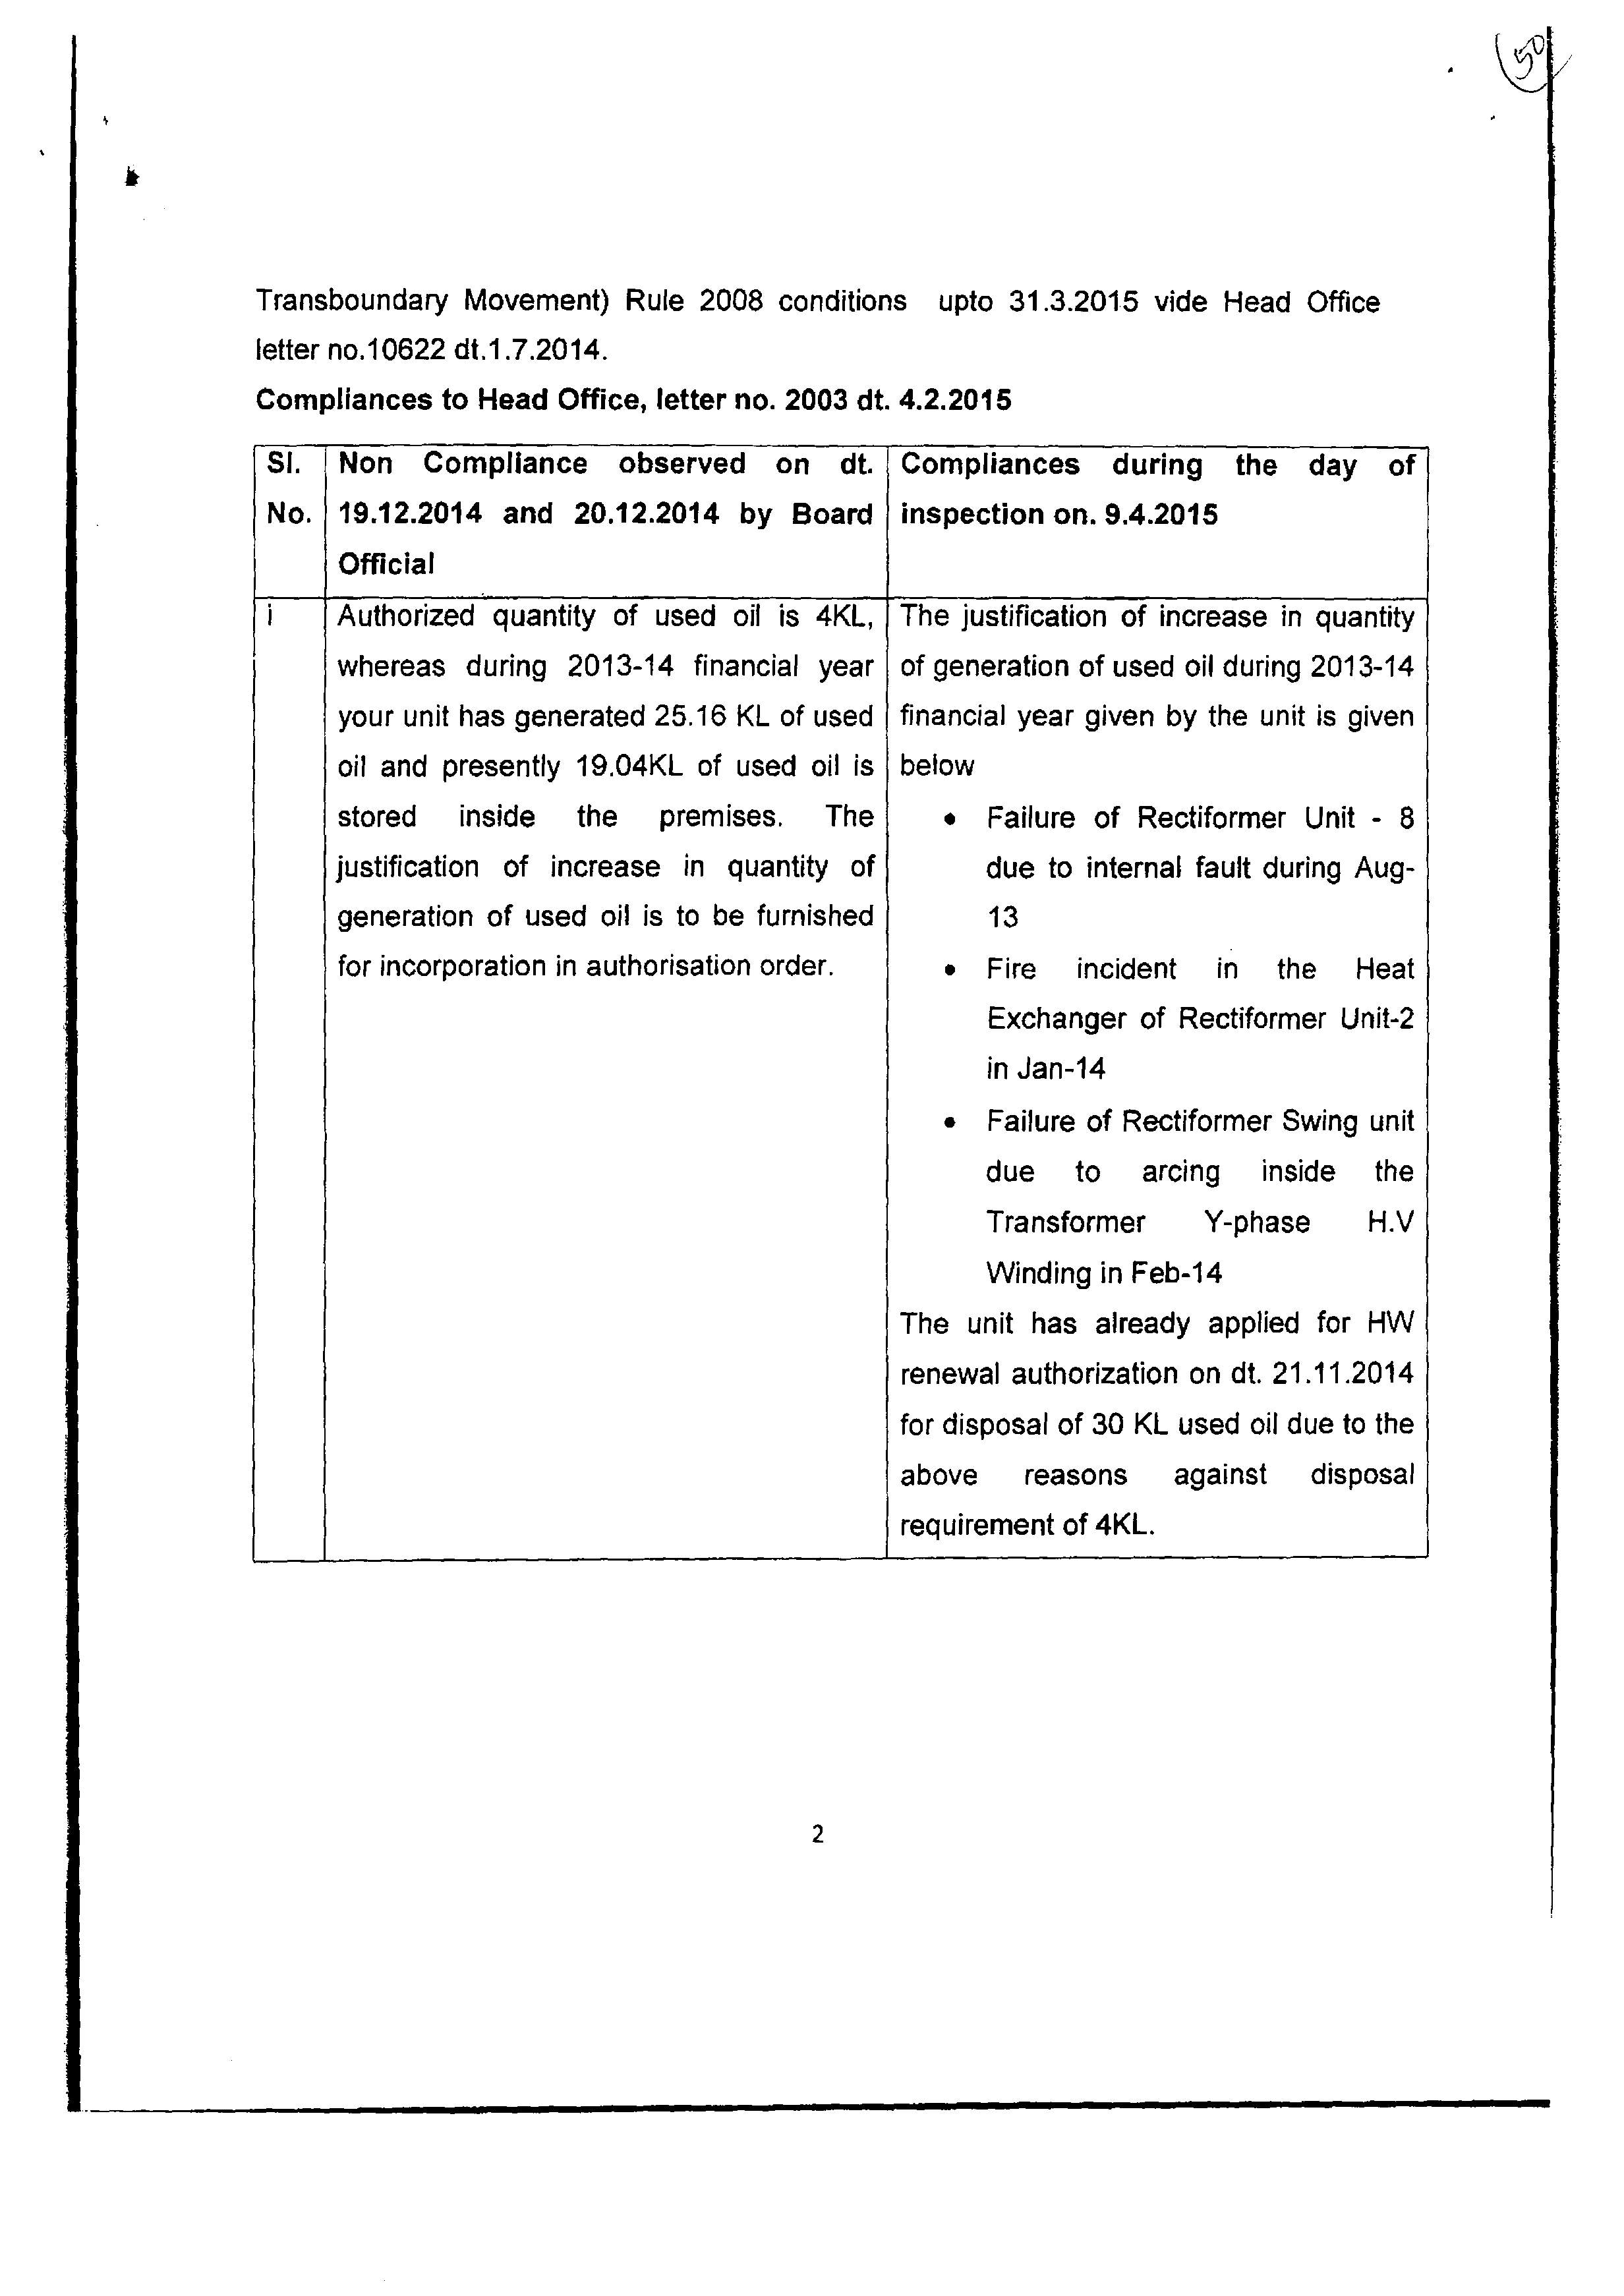 50
Transboundary Movement) Rule 2008 conditions upto 31.3.2015 vide Head Office
letter no.10622 dt.1.7.2014.
Compliances to Head Office, letter no. 2003 dt. 4.2.2015
Sl.
No.
Non Compliance observed on dt.
19.12.2014 and 20.12.2014 by Board
Official
Compliances during the day of
inspection on. 9.4.2015
i
Authorized quantity of used oil is 4KL,
whereas during 2013-14 financial year
your unit has generated 25.16 KL of used
oil and presently 19.04KL of used oil is
stored inside the premises. The
justification of increase in quantity of
generation of used oil is to be furnished
for incorporation in authorisation order.
The justification of increase in quantity
of generation of used oil during 2013-14
financial year given by the unit is given
below
• Failure of Rectiformer Unit - 8
due to internal fault during Aug-
13
• Fire incident in the Heat
Exchanger of Rectiformer Unit-2
in Jan-14
• Failure of Rectiformer Swing unit
due to arcing inside the
Transformer Y-phase H.V
Winding in Feb-14
The unit has already applied for HW
renewal authorization on dt. 21.11.2014
for disposal of 30 KL used oil due to the
above reasons against disposal
requirement of 4KL.
2